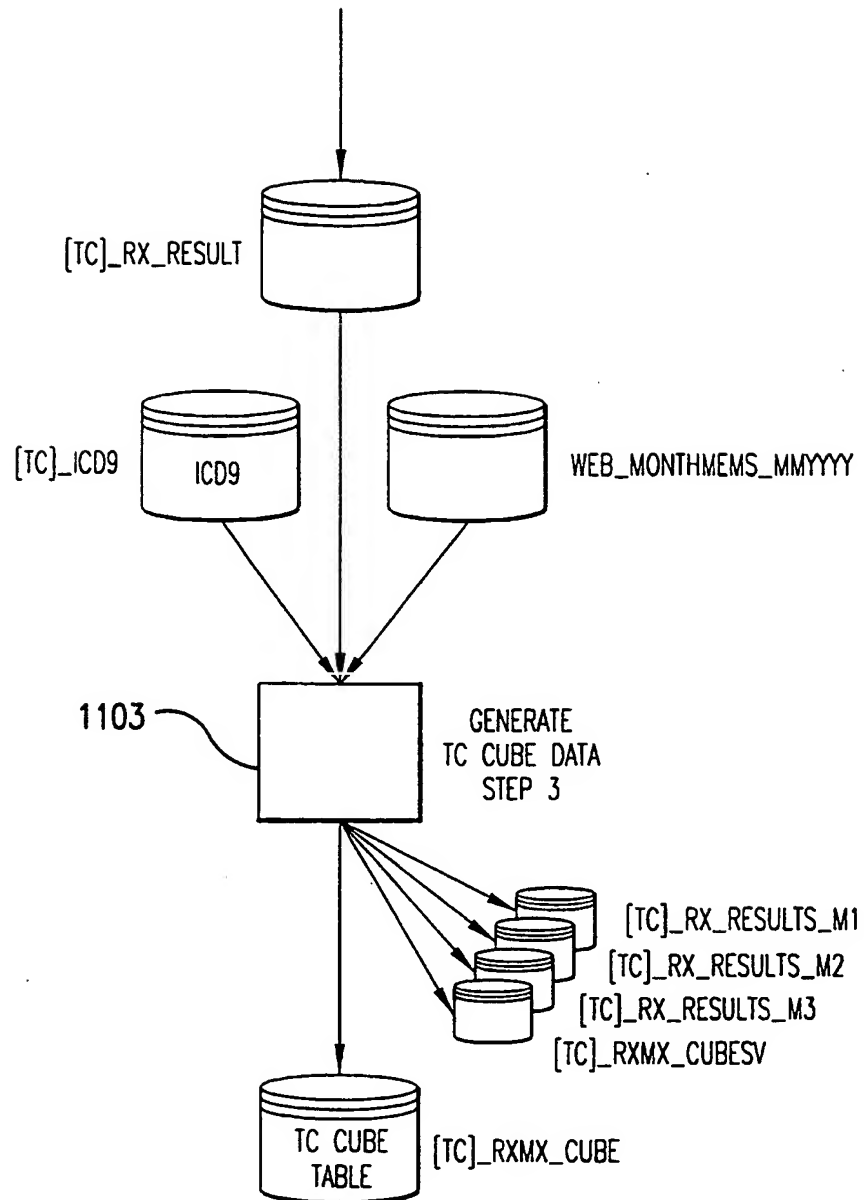 [TC]_RX_RESULT
[TC]_ICD9
ICD9
WEB_MONTHMEMS_MMYYYY
1103
GENERATE
TC CUBE DATA
STEP 3
[TC]_RX_RESULTS_M1
[TC]_RX_RESULTS_M2
[TC]_RX_RESULTS_M3
[TC]_RXMX_CUBESV
TC CUBE
TABLE
[TC]_RXMX_CUBE